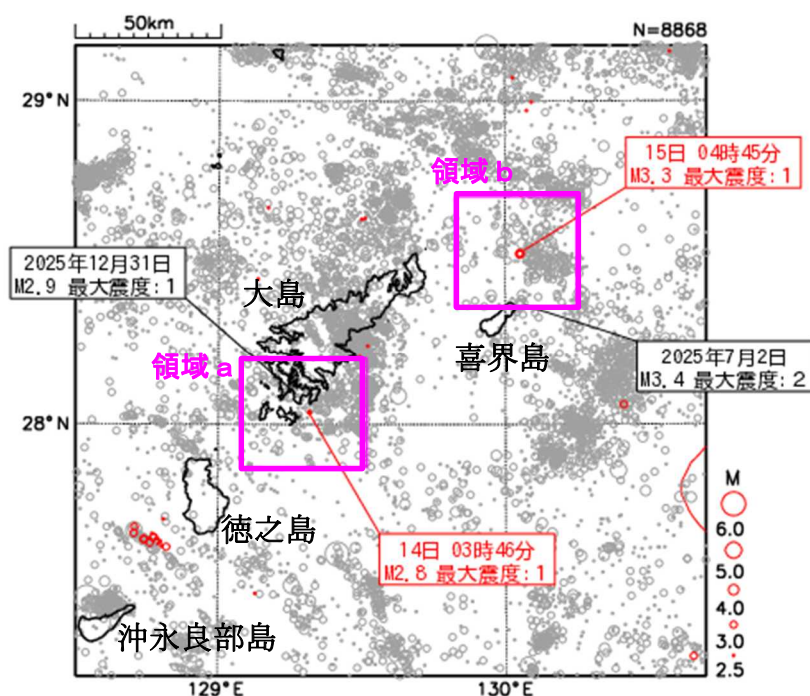 50km
N=8868
29°N
領域b
15日 04時45分
M3.3 最大震度:1
2025年12月31日
M2.9 最大震度:1
大島
喜界島
領域a
2025年7月2日
M3.4 最大震度:2
28°N
徳之島
14日 03時46分
M2.8 最大震度:1
沖永良部島
M
6.0
5.0
4.0
3.0
2.5
129°E
130°E